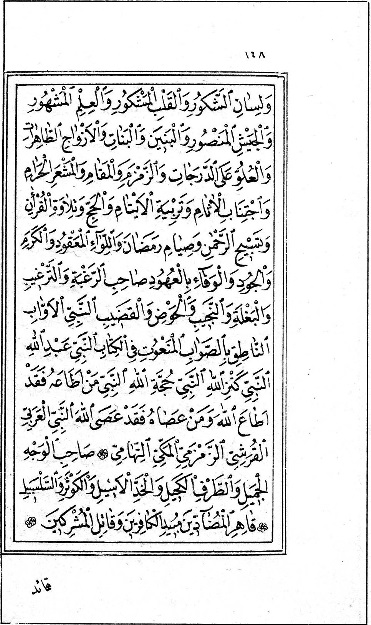 ١٦٨
وَلِسَانِ الشَّكُورِ وَالْقَلْبِ الْمَشْكُورِ وَالْعِلْمِ الْمَشْهُورِ
وَالْجَيْشِ الْمَنْصُورِ وَالْبَنِينَ وَالْبَنَاتِ وَالْأَزْوَاجِ الطَّاهِرَاتِ
وَالْعُلُوِّ عَلَى الدَّرَجَاتِ وَالزَّمْزَمِ وَالْمَقَامِ وَالْمَشْعَرِ الْحَرَامِ
وَاجْتِنَابِ الْآثَامِ وَتَرْبِيَةِ الْأَيْتَامِ وَالْحَجِّ وَتِلَاوَةِ الْقُرْآنِ
وَتَسْبِيحِ الرَّحْمٰنِ وَصِيَامِ رَمَضَانَ وَاللِّوَاءِ الْمَعْقُودِ وَالْكَرَمِ
وَالْجُودِ وَالْوَفَاءِ بِالْعُهُودِ صَاحِبِ الرَّغْبَةِ وَالتَّرْغِيبِ
وَالْبَغْلَةِ وَالنَّجِيبِ وَالْحَوْضِ وَالْقَضِيبِ النَّبِيِّ الْأَوَّابِ
النَّاطِقِ بِالصَّوَابِ الْمَنْعُوتِ فِي الْكِتَابِ النَّبِيِّ عَبْدِ اللهِ
النَّبِيِّ كَنْزِ اللهِ النَّبِيِّ حُجَّةِ اللهِ النَّبِيِّ مَنْ أَطَاعَهُ فَقَدْ
أَطَاعَ اللهَ وَمَنْ عَصَاهُ فَقَدْ عَصَى اللهَ النَّبِيِّ الْعَرَبِيِّ
الْقُرَشِيِّ الزَّمْزَمِيِّ الْمَكِّيِّ التِّهَامِيِّ ❁ صَاحِبِ الْوَجْهِ
الْجَمِيلِ وَالطَّرْفِ الْكَحِيلِ وَالْخَدِّ الْأَسِيلِ وَالْكَوْثَرِ وَالسَّلْسَبِيلِ
❁ قَاهِرِ الْمُضَادِّينَ مُبِيدِ الْكَافِرِينَ وَقَاتِلِ الْمُشْرِكِينَ ❁
قائد